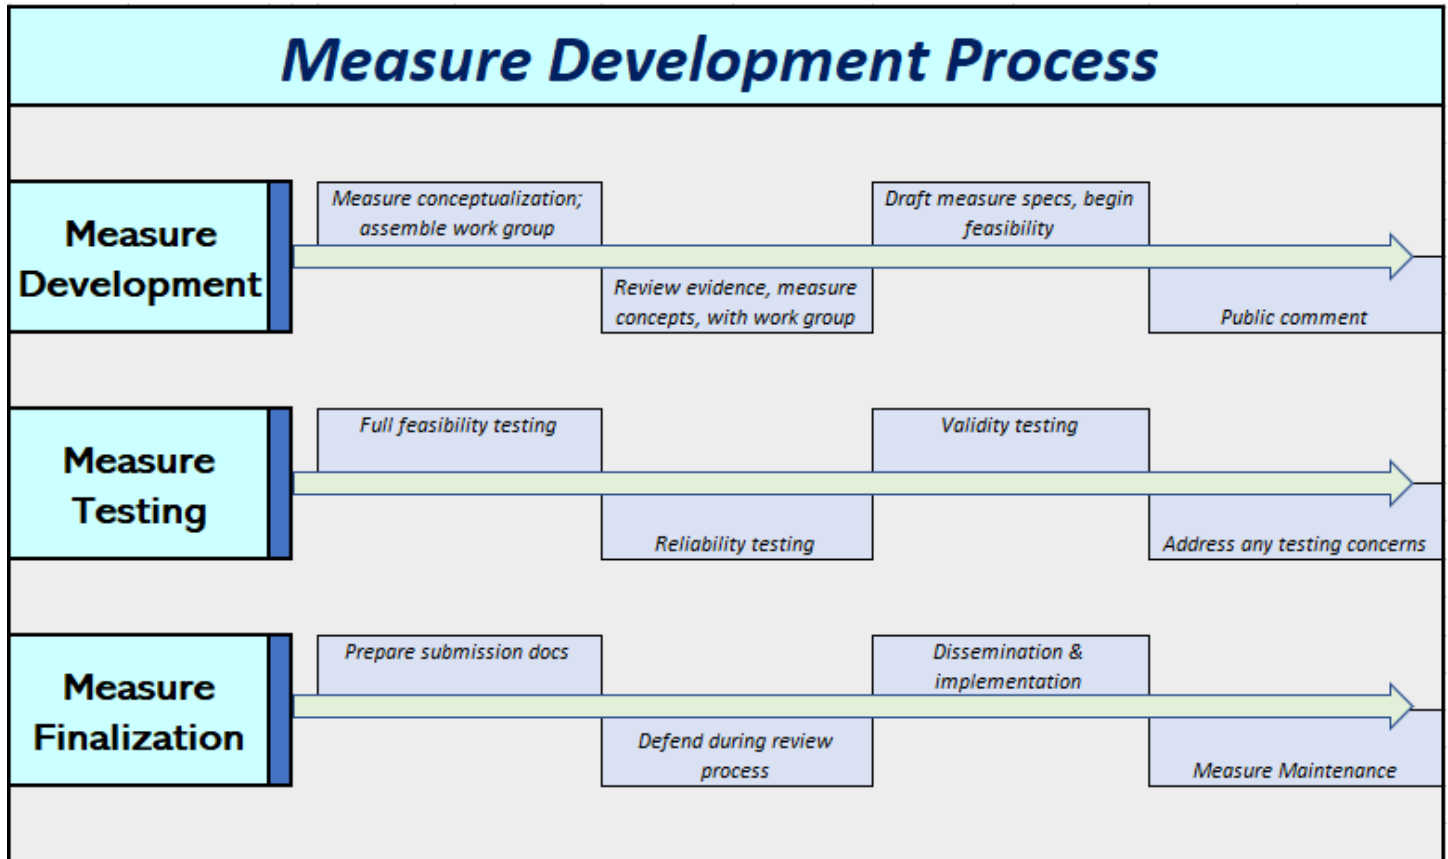 Measure Development Process
Measure
Development
Measure conceptualization;
assemble work group
Review evidence, measure
concepts, with work group
Draft measure specs, begin
feasibility
Public comment
Measure
Testing
Full feasibility testing
Reliability testing
Validity testing
Address any testing concerns
Measure
Finalization
Prepare submission docs
Defend during review
process
Dissemination &
implementation
Measure Maintenance